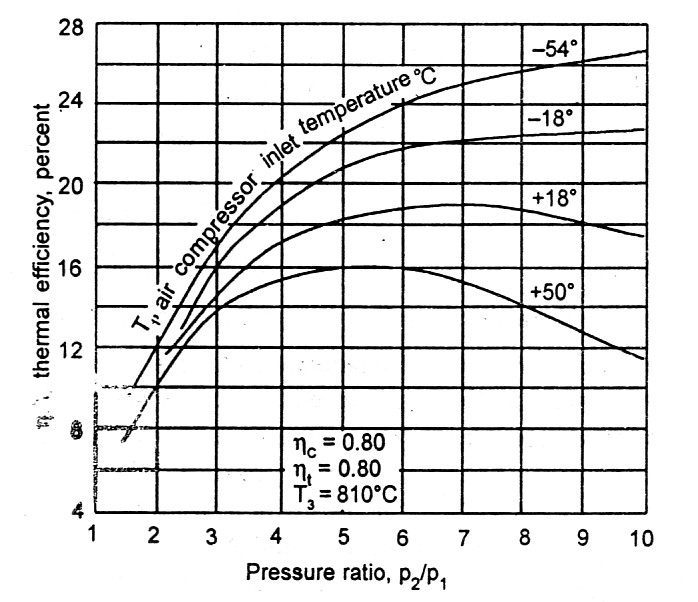 28
24
20
16
12
8
4
thermal efficiency, percent
T₁, air compressor inlet temperature °C
–54°
–18°
+18°
+50°
η_c = 0.80
η_t = 0.80
T₃ = 810°C
1 2 3 4 5 6 7 8 9 10
Pressure ratio, p₂/p₁